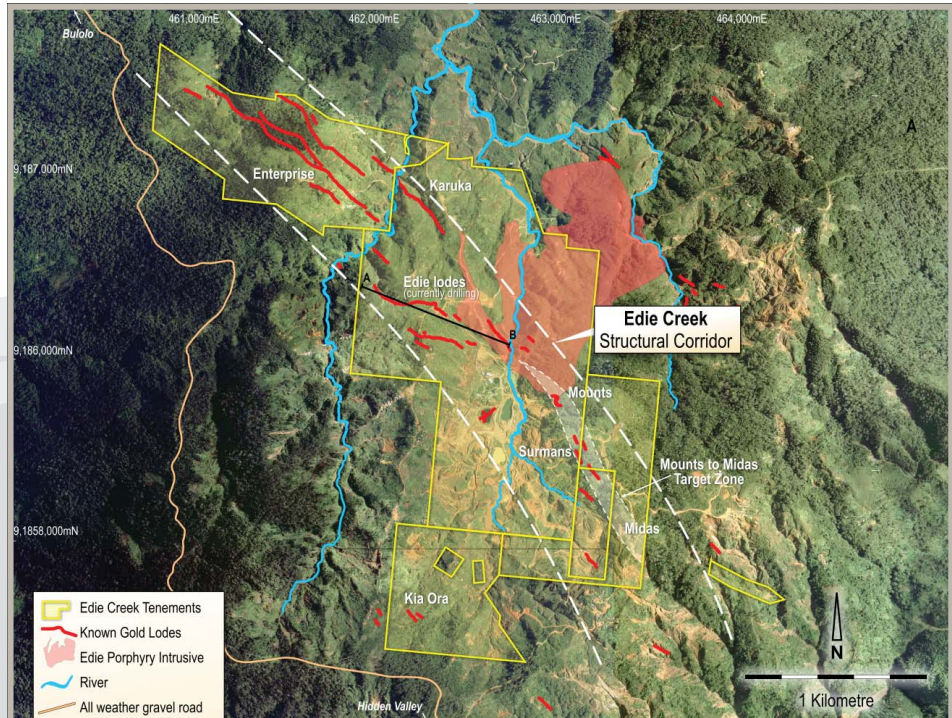 461,000mE
462,000mE
463,000mE
464,000mE
Bulolo
A
9,187,000mN
Enterprise
Karuka
A
Edie lodes
(currently drilling)
B
Edie Creek
Structural Corridor
9,186,000mN
Mounts
Surmans
Mounts to Midas
Target Zone
9,1858,000mN
Midas
Kia Ora
Edie Creek Tenements
Known Gold Lodes
Edie Porphyry Intrusive
River
All weather gravel road
Hidden Valley
N
1 Kilometre